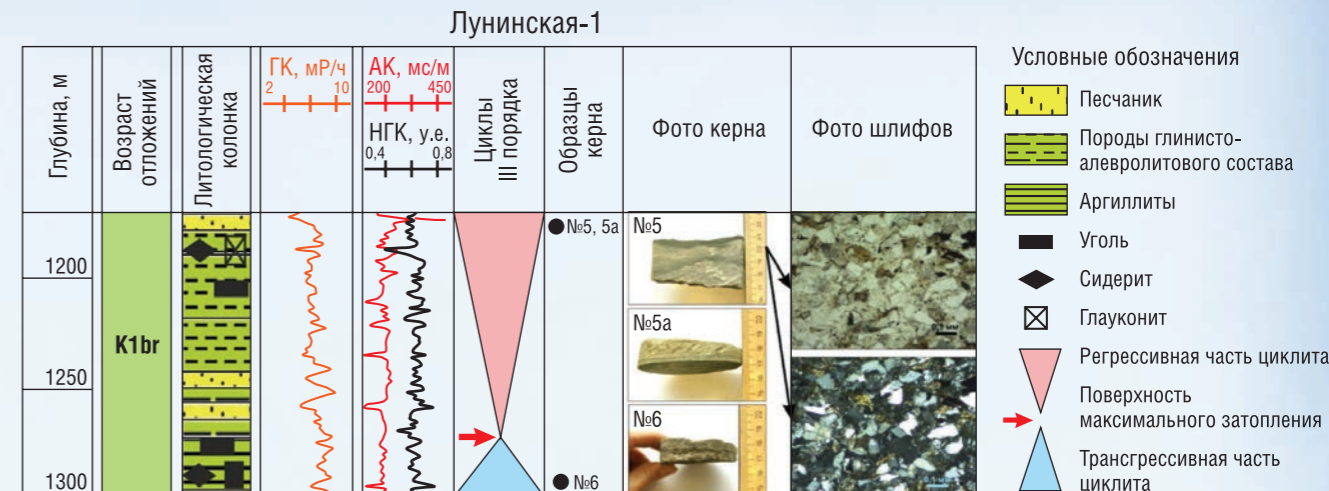 Лунинская-1
Глубина, м
Возраст
отложений
Литологическая
колонка
ГК, мР/ч
2 10
АК, мс/м
200 450
НГК, у.е.
0,4 0,8
Циклы
III порядка
Образцы
керна
Фото керна
Фото шлифов
1200
1250
1300
K1br
№5, 5а
№6
№5
№5а
№6
Условные обозначения
Песчаник
Породы глинисто-
алевролитового состава
Аргиллиты
Уголь
Сидерит
Глауконит
Регрессивная часть циклита
Поверхность
максимального затопления
Трансгрессивная часть
циклита